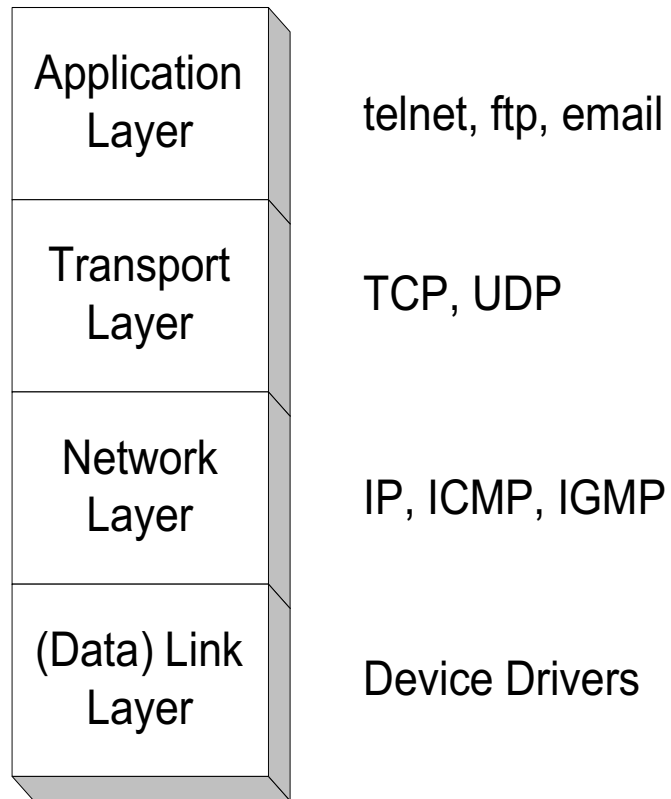 Application
Layer
telnet, ftp, email
Transport
Layer
TCP, UDP
Network
Layer
IP, ICMP, IGMP
(Data) Link
Layer
Device Drivers